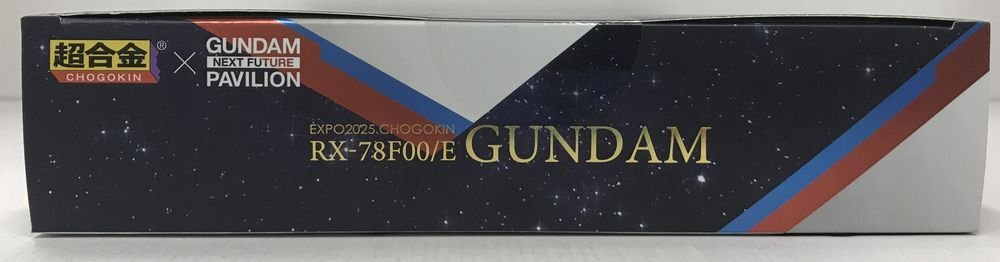 超合金®
CHOGOKIN
×
GUNDAM
NEXT FUTURE
PAVILION
EXPO2025.CHOGOKIN
RX-78F00/E GUNDAM